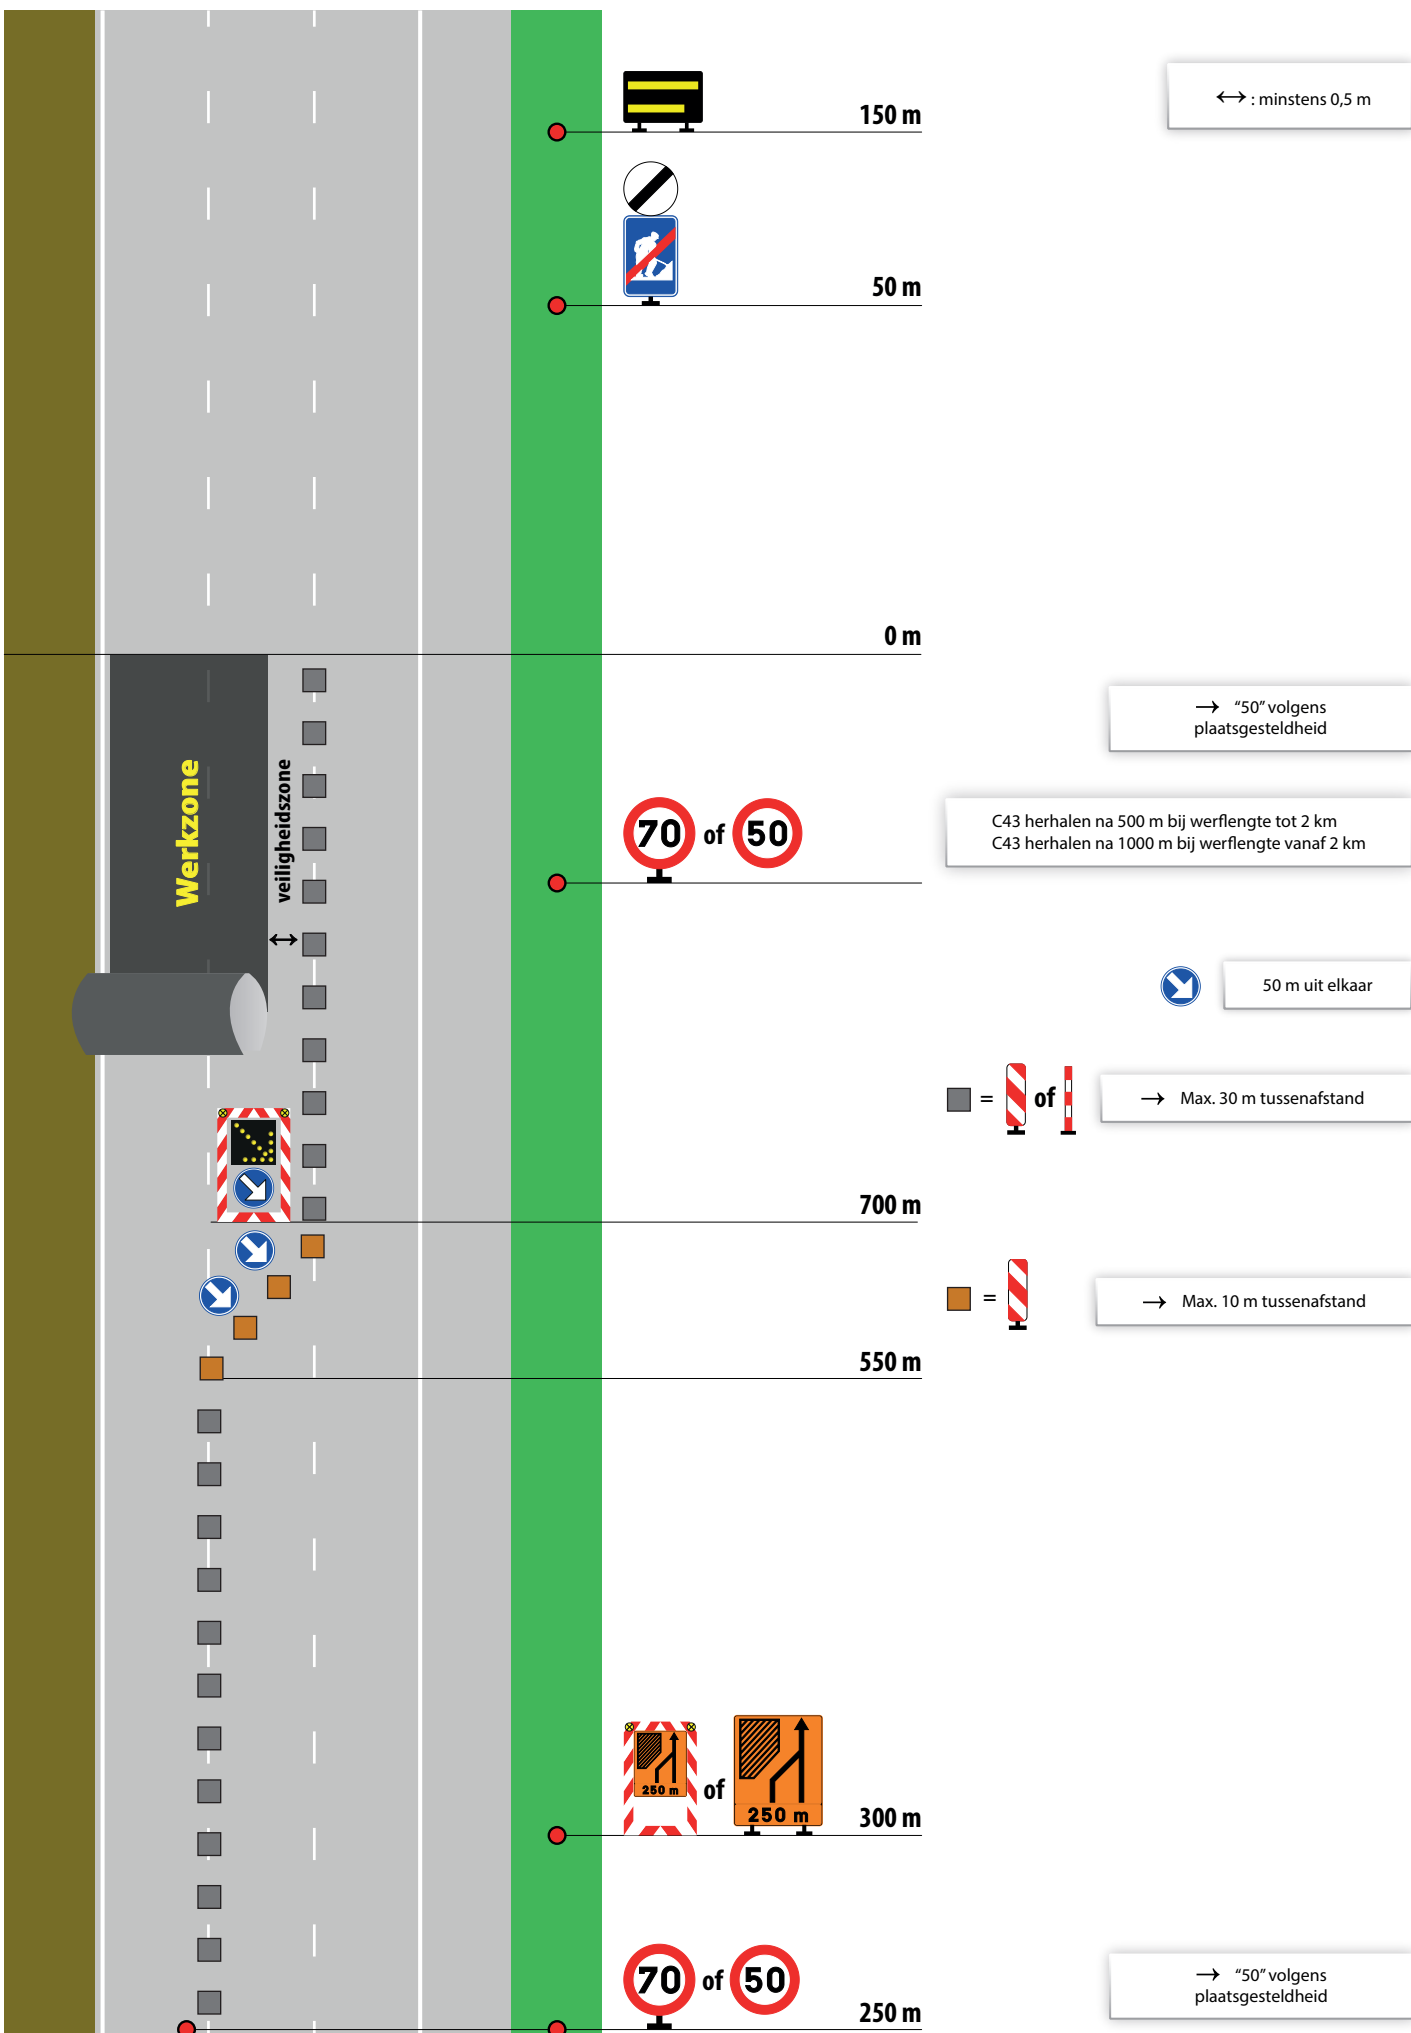 150 m
↔ : minstens 0,5 m
50 m
0 m
→ “50” volgens
plaatsgesteldheid
Werkzone
veiligheidszone
70 of 50
C43 herhalen na 500 m bij werflengte tot 2 km
C43 herhalen na 1000 m bij werflengte vanaf 2 km
50 m uit elkaar
= of
→ Max. 30 m tussenafstand
700 m
=
→ Max. 10 m tussenafstand
550 m
250 m of 250 m
300 m
70 of 50
→ “50” volgens
plaatsgesteldheid
250 m